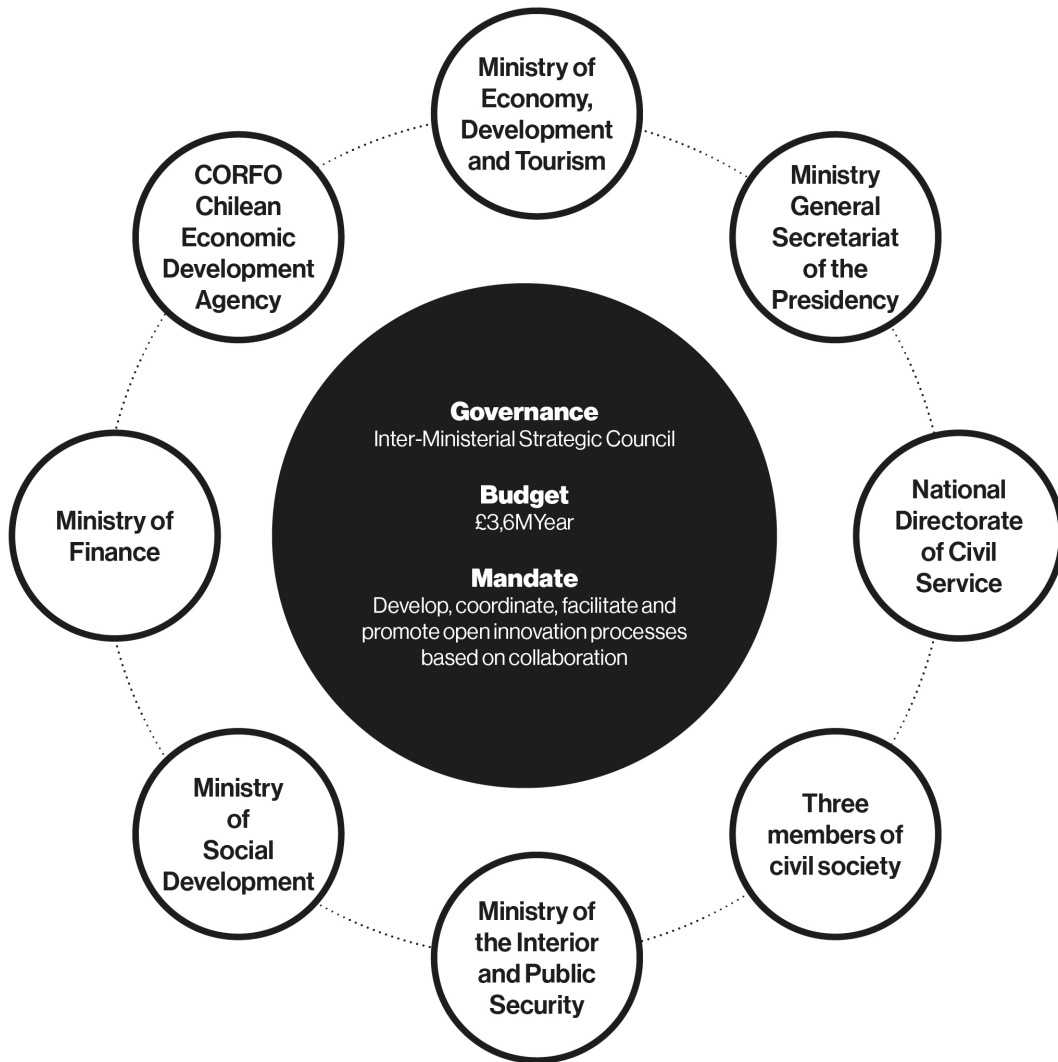 Ministry of
Economy,
Development
and Tourism
Ministry
General
Secretariat
of the
Presidency
National
Directorate
of Civil
Service
Three
members of
civil society
Ministry of
the Interior
and Public
Security
Ministry
of
Social
Development
Ministry of
Finance
CORFO
Chilean
Economic
Development
Agency
Governance
Inter-Ministerial Strategic Council
Budget
£3,6MYear
Mandate
Develop, coordinate, facilitate and
promote open innovation processes
based on collaboration